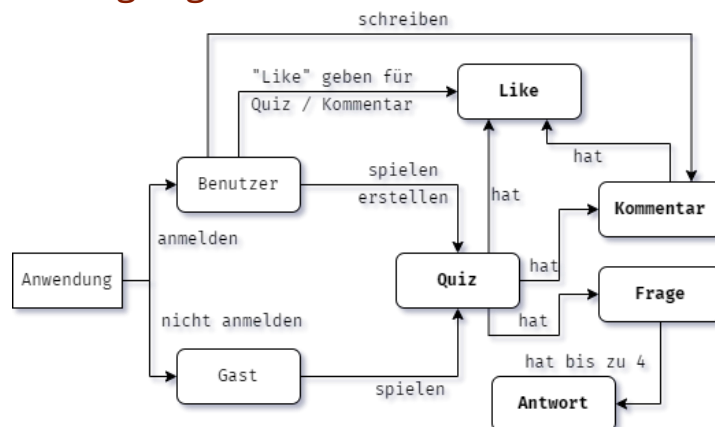 schreiben
"Like" geben für
Quiz / Kommentar
Like
hat
Benutzer
spielen
erstellen
hat
Kommentar
anmelden
Anwendung
Quiz
hat
Frage
nicht anmelden
hat
Gast
spielen
hat bis zu 4
Antwort